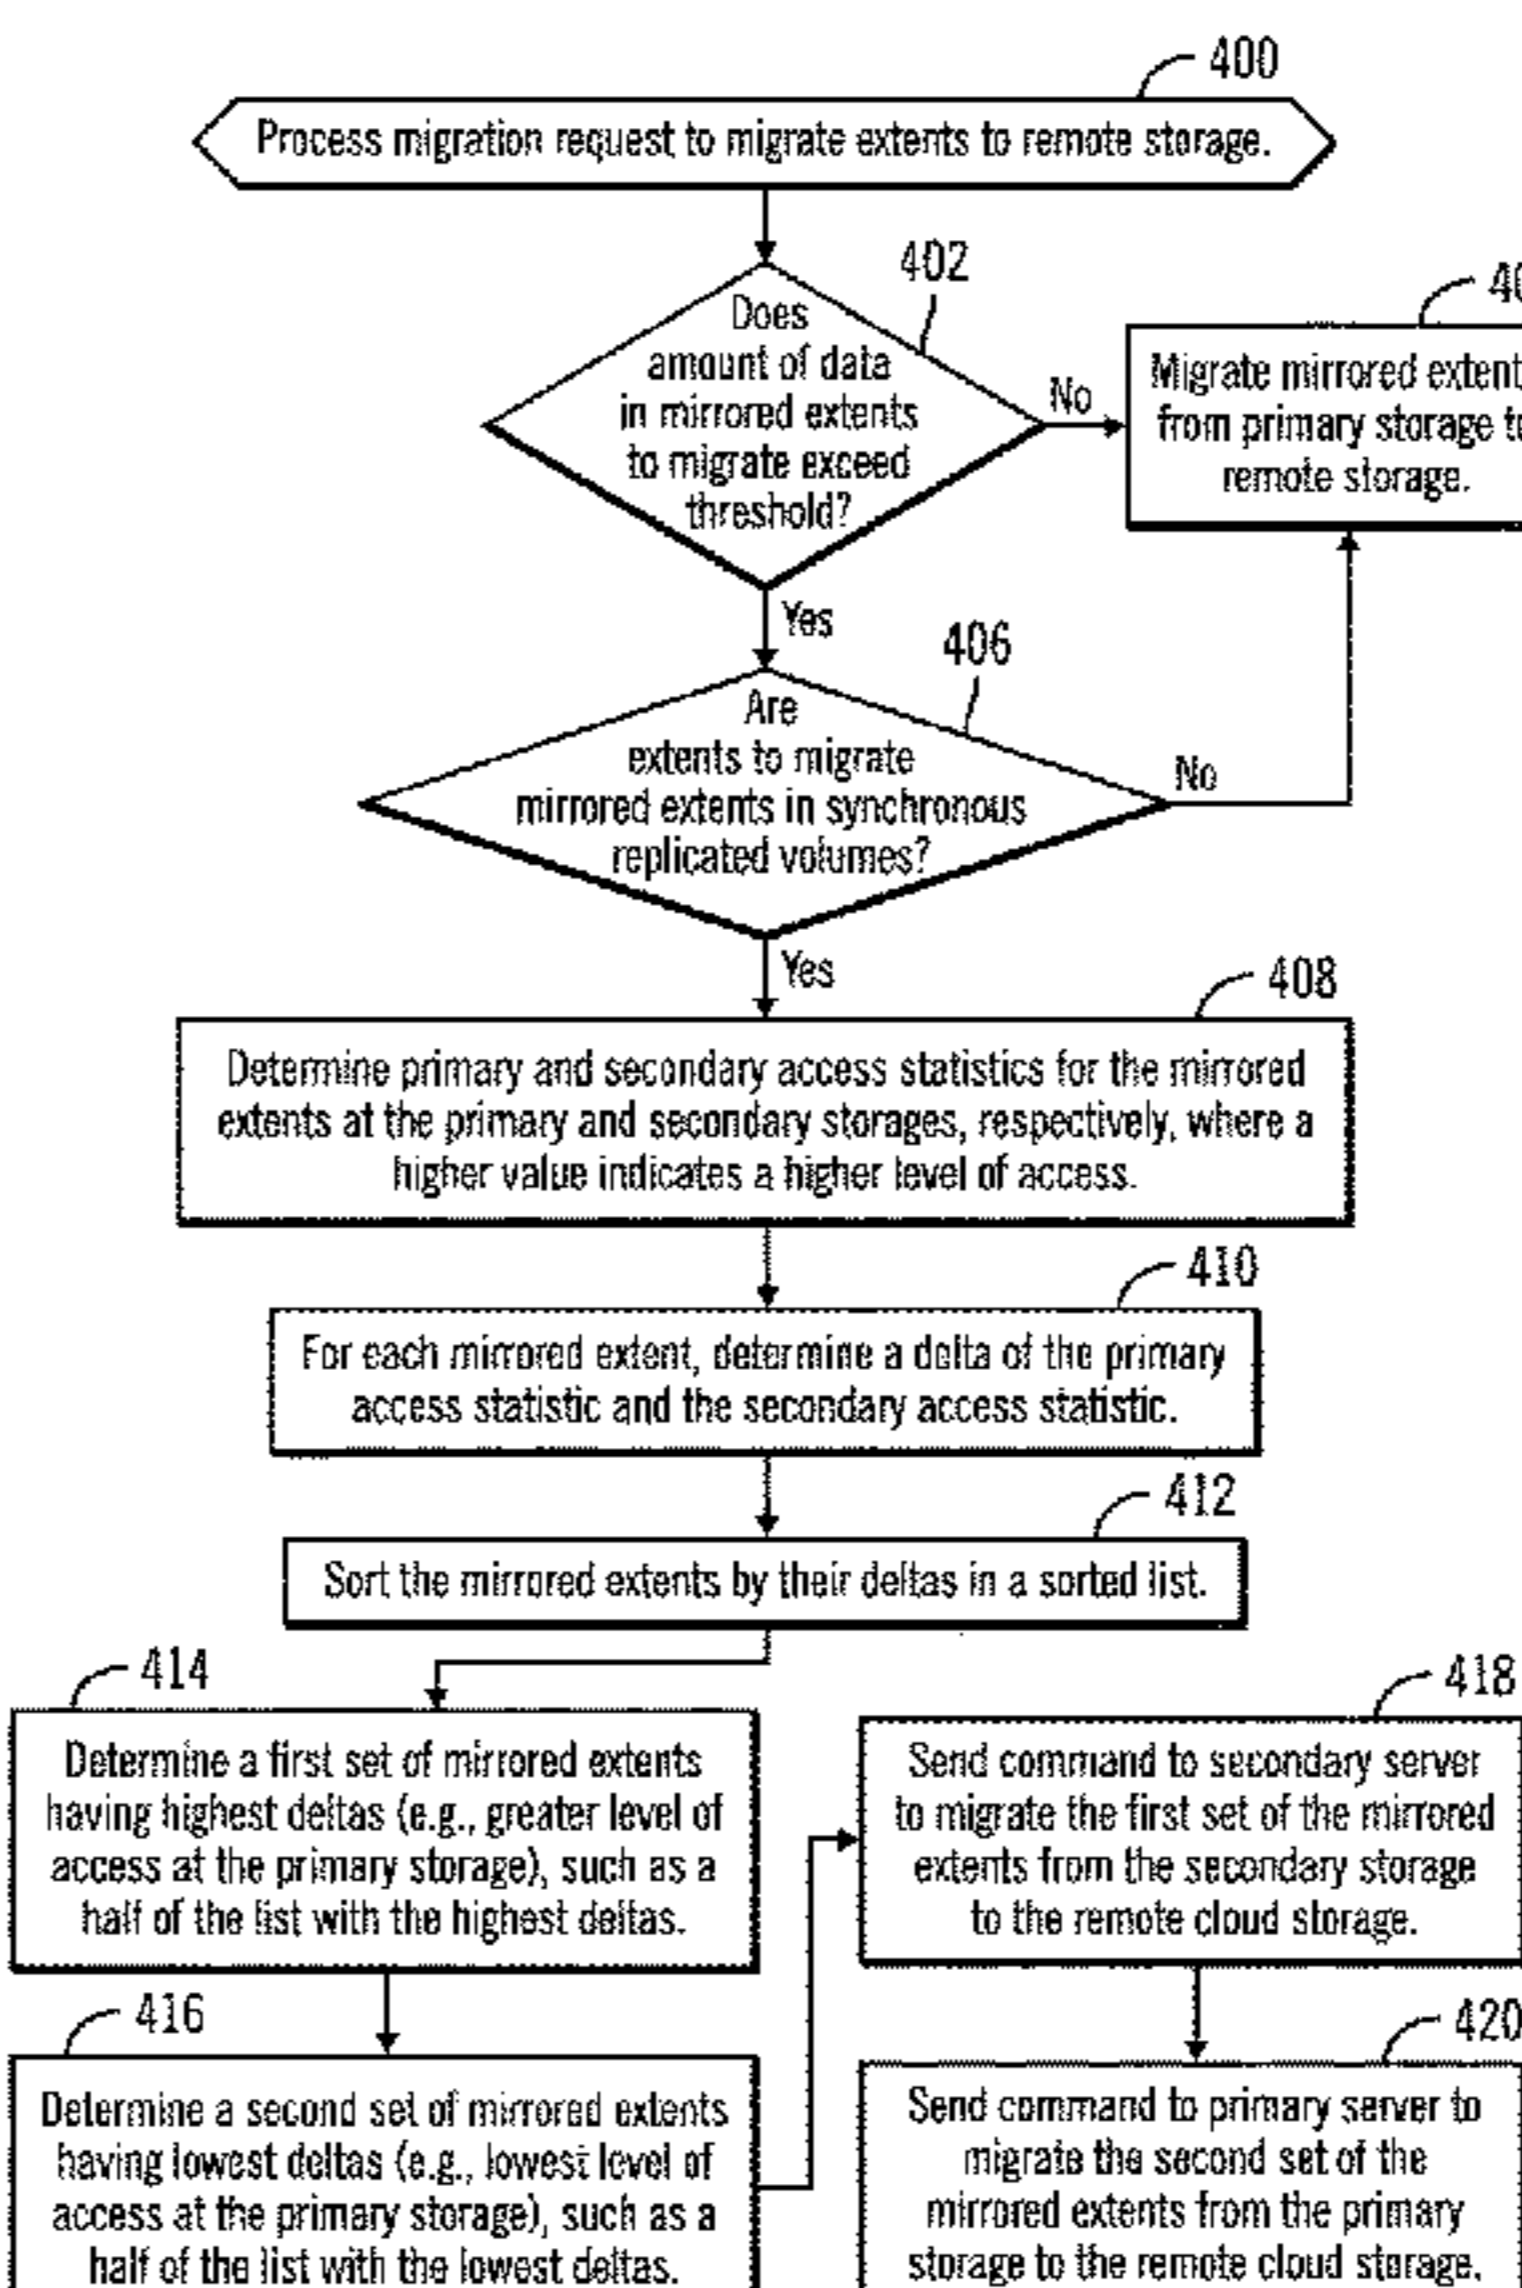 400
Process migration request to migrate extents to remote storage.
402
Does
amount of data
in mirrored extents
to migrate exceed
threshold?
No
Migrate mirrored
from primary storage
remote storage.
Yes
406
Are
extents to migrate
mirrored extents in synchronous
replicated volumes?
No
Yes
408
Determine primary and secondary access statistics for the mirrored
extents at the primary and secondary storages, respectively, where a
higher value indicates a higher level of access.
410
For each mirrored extent, determine a delta of the primary
access statistic and the secondary access statistic.
412
Sort the mirrored extents by their deltas in a sorted list.
414
Determine a first set of mirrored extents
having highest deltas (e.g., greater level of
access at the primary storage), such as a
half of the list with the highest deltas.
416
Determine a second set of mirrored extents
having lowest deltas (e.g., lowest level of
access at the primary storage), such as a
half of the list with the lowest deltas.
418
Send command to secondary server
to migrate the first set of the mirrored
extents from the secondary storage
to the remote cloud storage.
420
Send command to primary server to
migrate the second set of the
mirrored extents from the primary
storage to the remote cloud storage.